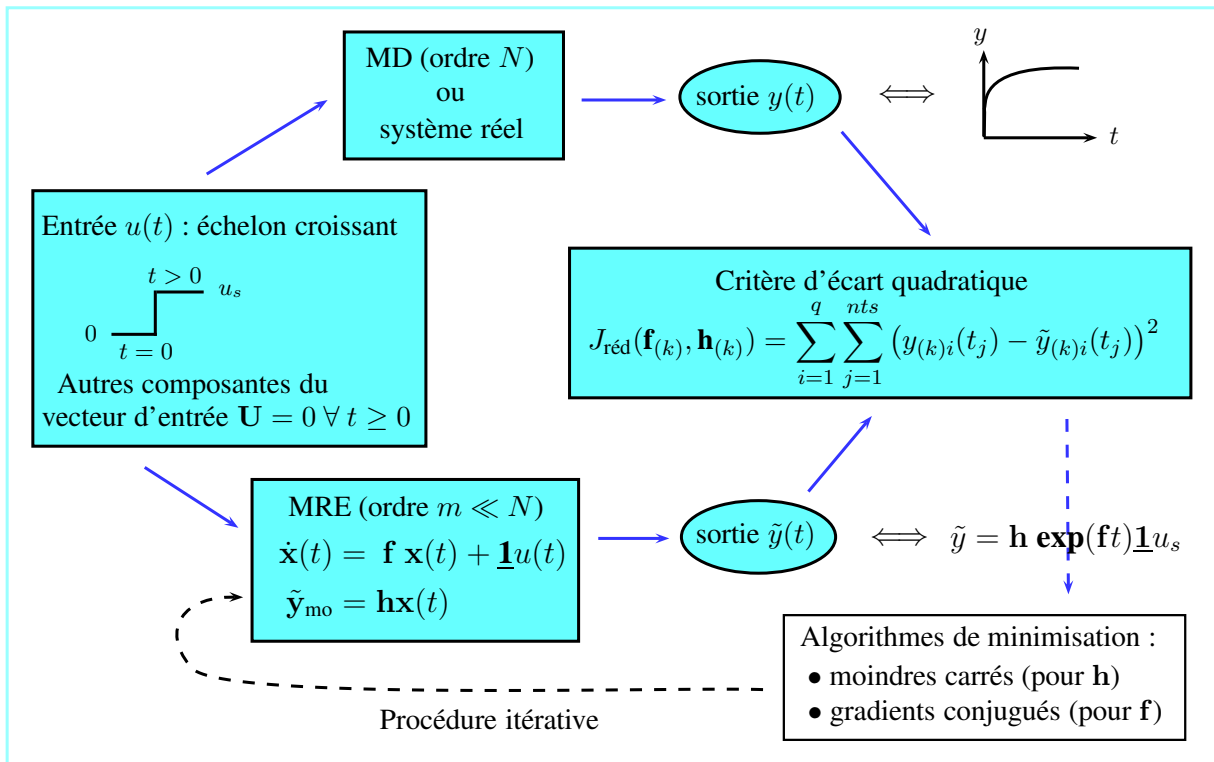 MD (ordre N)
ou
système réel
sortie y(t)
⟺
y
t
Entrée u(t) : échelon croissant
t > 0
u_s
0
t = 0
Autres composantes du
vecteur d'entrée U = 0 ∀ t ≥ 0
Critère d'écart quadratique
J_réd(f_(k), h_(k)) = ∑_{i=1}^{q} ∑_{j=1}^{nts} (y_(k)i(t_j) − ỹ_(k)i(t_j))^2
MRE (ordre m ≪ N)
ẋ(t) = f x(t) + 1u(t)
ỹ_mo = hx(t)
sortie ỹ(t)
⟺ ỹ = h exp(ft)1u_s
Algorithmes de minimisation :
• moindres carrés (pour h)
• gradients conjugués (pour f)
Procédure itérative